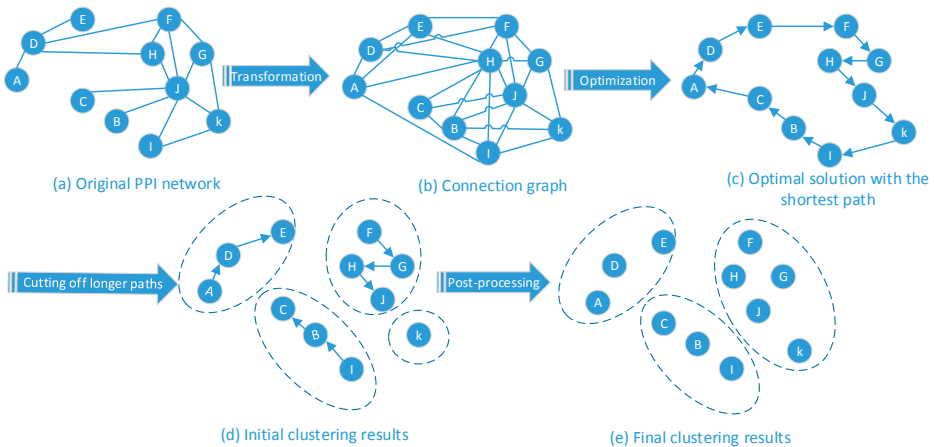 E
F
D
H
G
A
J
C
B
k
I
(a) Original PPI network
Transformation
E
F
D
H
G
A
J
C
B
k
I
(b) Connection graph
Optimization
E
F
D
H
G
A
J
C
B
k
I
(c) Optimal solution with the
shortest path
Cutting off longer paths
E
D
A
F
H
G
J
C
B
I
k
(d) Initial clustering results
Post-processing
E
D
A
F
H
G
J
k
C
B
I
(e) Final clustering results